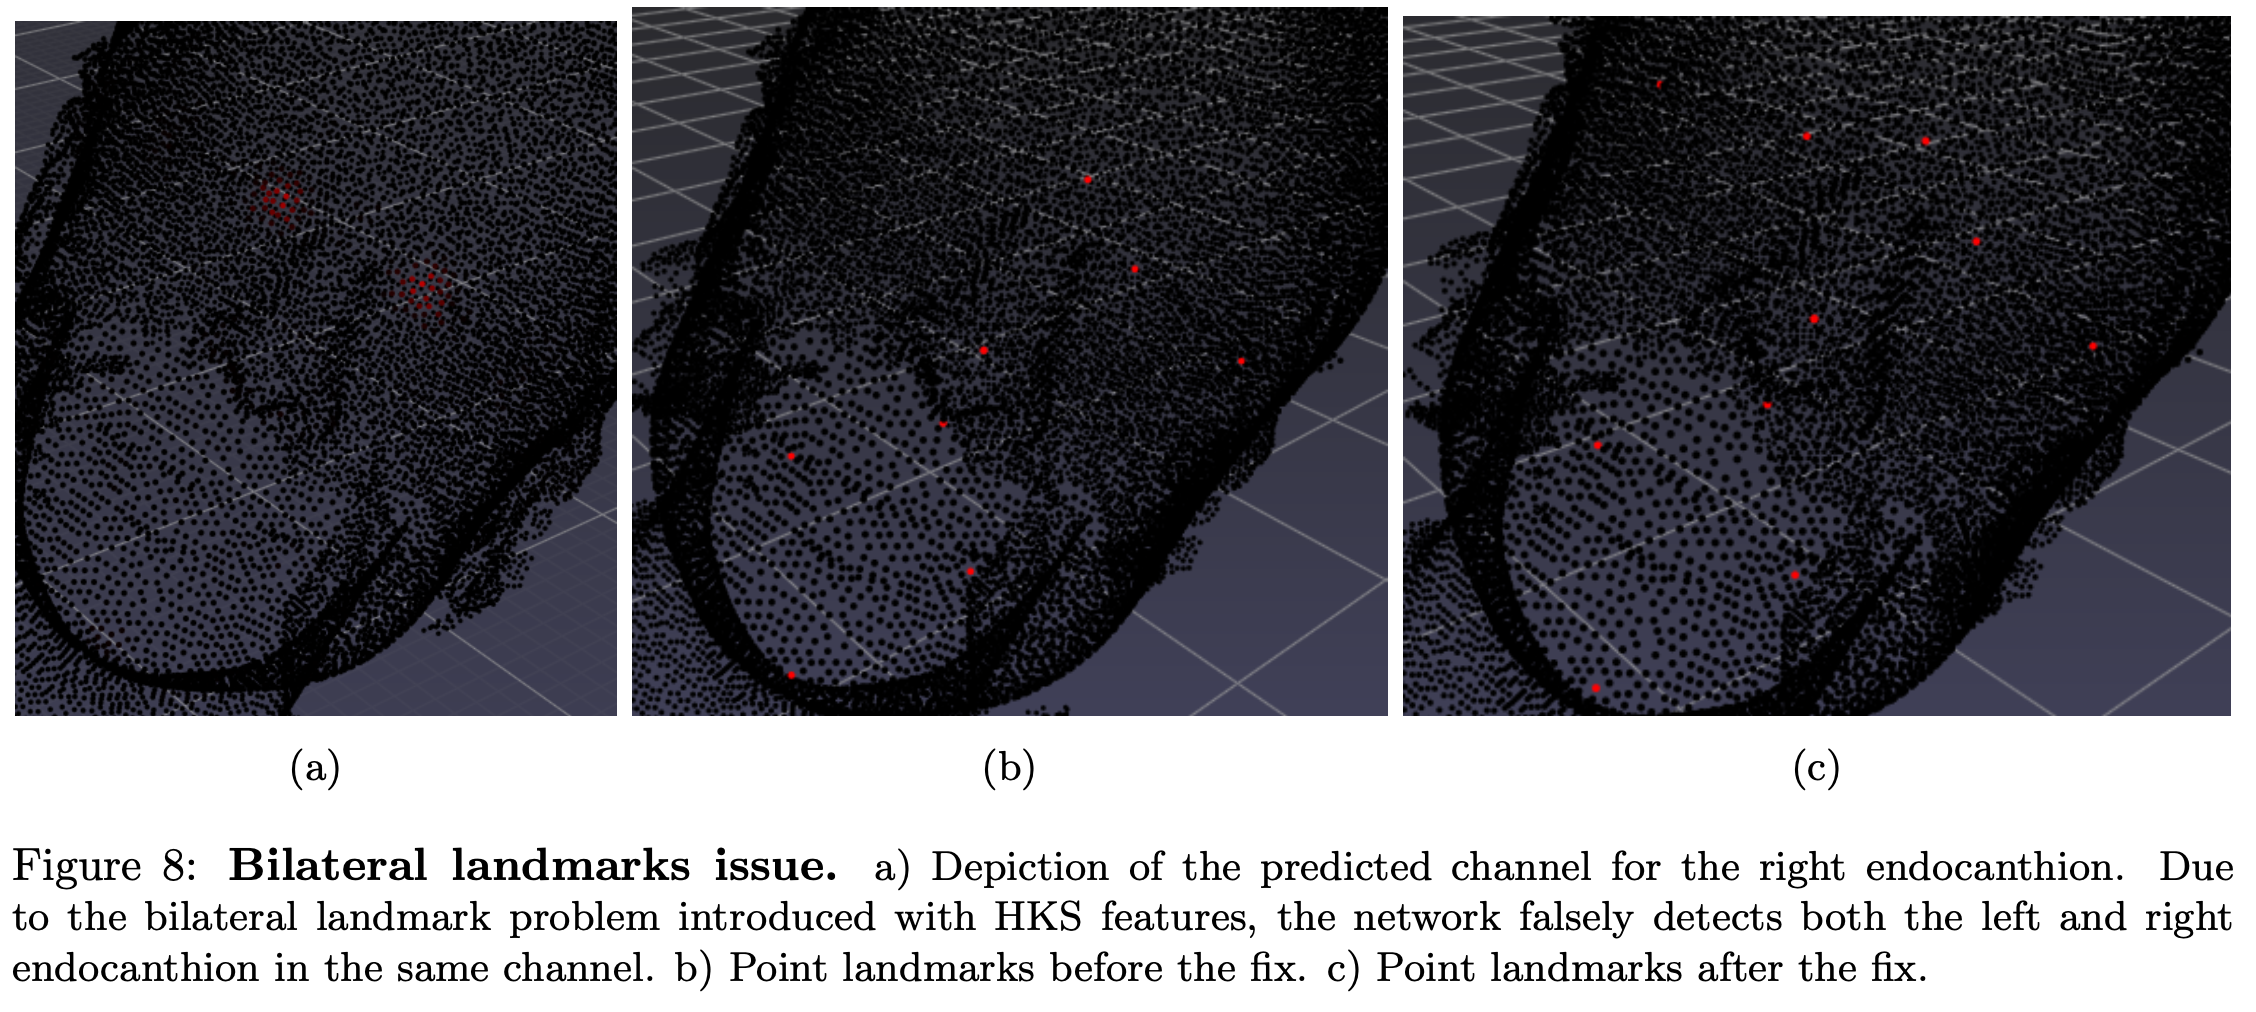 (a) (b) (c)
Figure 8: Bilateral landmarks issue. a) Depiction of the predicted channel for the right endocanthion. Due
to the bilateral landmark problem introduced with HKS features, the network falsely detects both the left and right
endocanthion in the same channel. b) Point landmarks before the fix. c) Point landmarks after the fix.